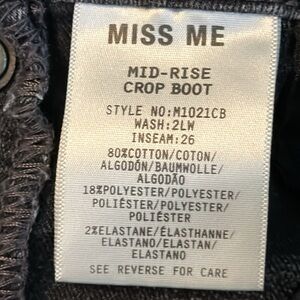 MISS ME
MID-RISE
CROP BOOT
STYLE NO:M1021CB
WASH:2LW
INSEAM:26
80%COTTON/COTON/
ALGODÓN/BAUMWOLLE/
ALGODÃO
18%POLYESTER/POLYESTER/
POLIÉSTER/POLYESTER/
POLIÉSTER
2%ELASTANE/ÉLASTHANNE/
ELASTANO/ELASTAN/
ELASTANO
SEE REVERSE FOR CARE